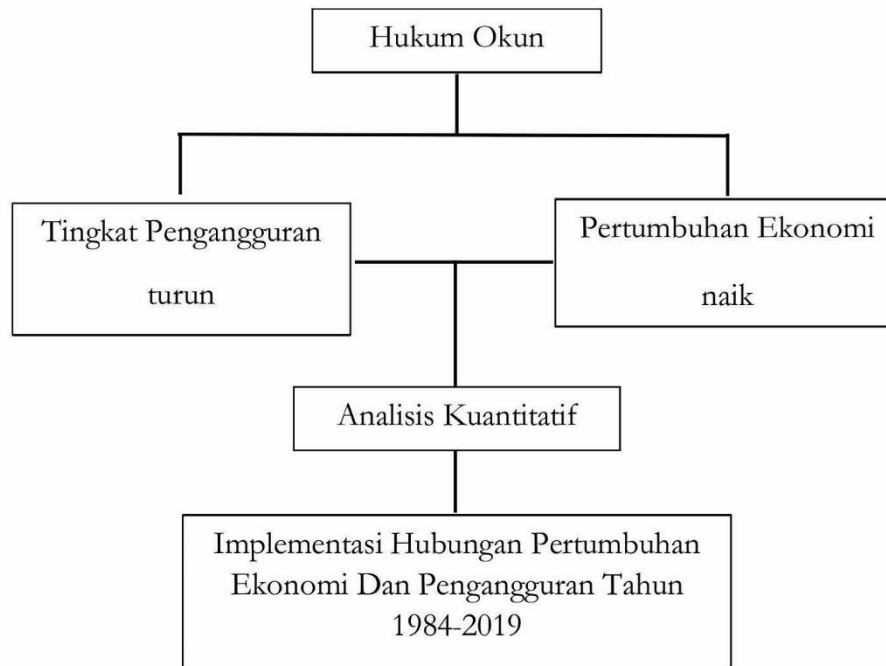 Hukum Okun
Tingkat Pengangguran
turun
Pertumbuhan Ekonomi
naik
Analisis Kuantitatif
Implementasi Hubungan Pertumbuhan
Ekonomi Dan Pengangguran Tahun
1984-2019